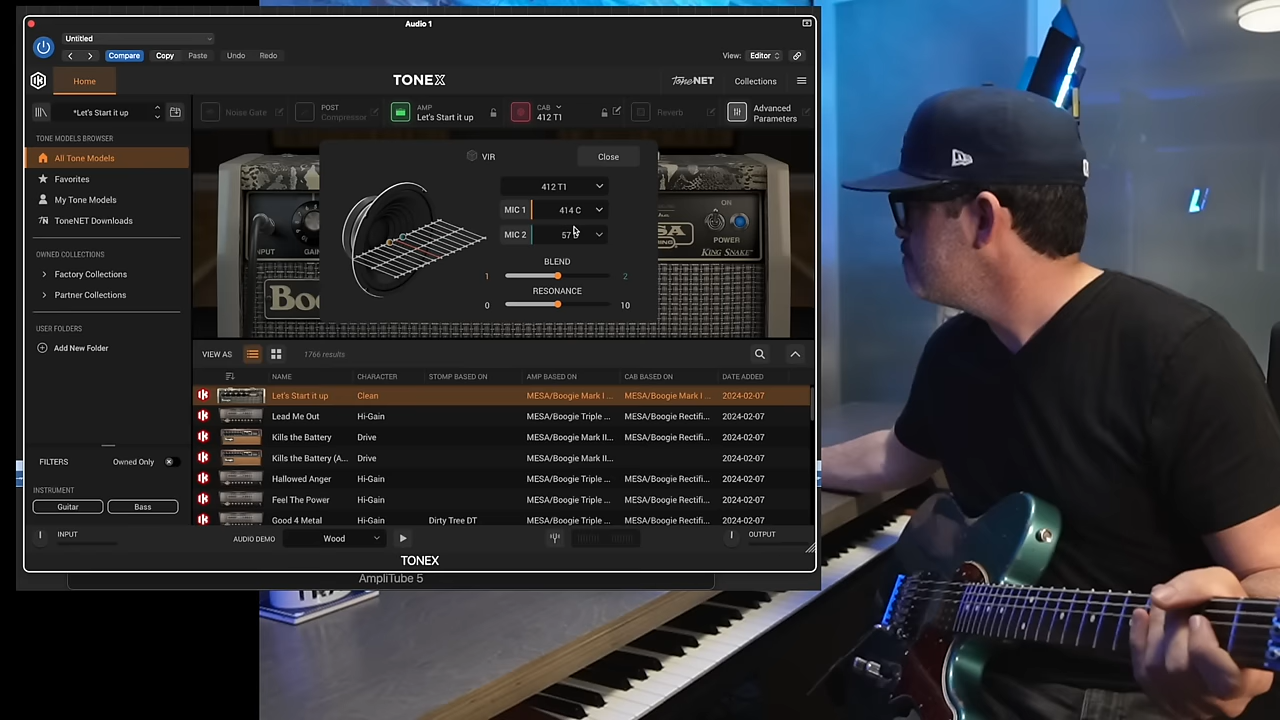 Audio 1
Untitled
Compare Copy Paste Undo Redo View: Editor
Home TONEX ToneNET Collections
*Let's Start it up Noise Gate POST Compressor AMP Let's Start it up CAB 412 T1 Reverb Advanced Parameters
TONE MODELS BROWSER
All Tone Models
Favorites
My Tone Models
ToneNET Downloads
OWNED COLLECTIONS
Factory Collections
Partner Collections
USER FOLDERS
Add New Folder
VIR Close
412 T1
MIC 1 414 C
MIC 2 57
BLEND
1 2
RESONANCE
0 10
ON
POWER
KING SNAKE
VIEW AS 1766 results
NAME CHARACTER STOMP BASED ON AMP BASED ON CAB BASED ON DATE ADDED
Let's Start it up Clean MESA/Boogie Mark I ... MESA/Boogie Mark I ... 2024-02-07
Lead Me Out Hi-Gain MESA/Boogie Triple ... MESA/Boogie Rectifi... 2024-02-07
Kills the Battery Drive MESA/Boogie Mark II... MESA/Boogie Rectifi... 2024-02-07
Kills the Battery (A... Drive MESA/Boogie Mark II... 2024-02-07
Hallowed Anger Hi-Gain MESA/Boogie Triple ... MESA/Boogie Rectifi... 2024-02-07
Feel The Power Hi-Gain MESA/Boogie Triple ... MESA/Boogie Rectifi... 2024-02-07
Good 4 Metal Hi-Gain Dirty Tree DT MESA/Boogie Triple ... MESA/Boogie Rectifi... 2024-02-07
FILTERS Owned Only
INSTRUMENT
Guitar Bass
INPUT AUDIO DEMO Wood OUTPUT
TONEX
AmpliTube 5